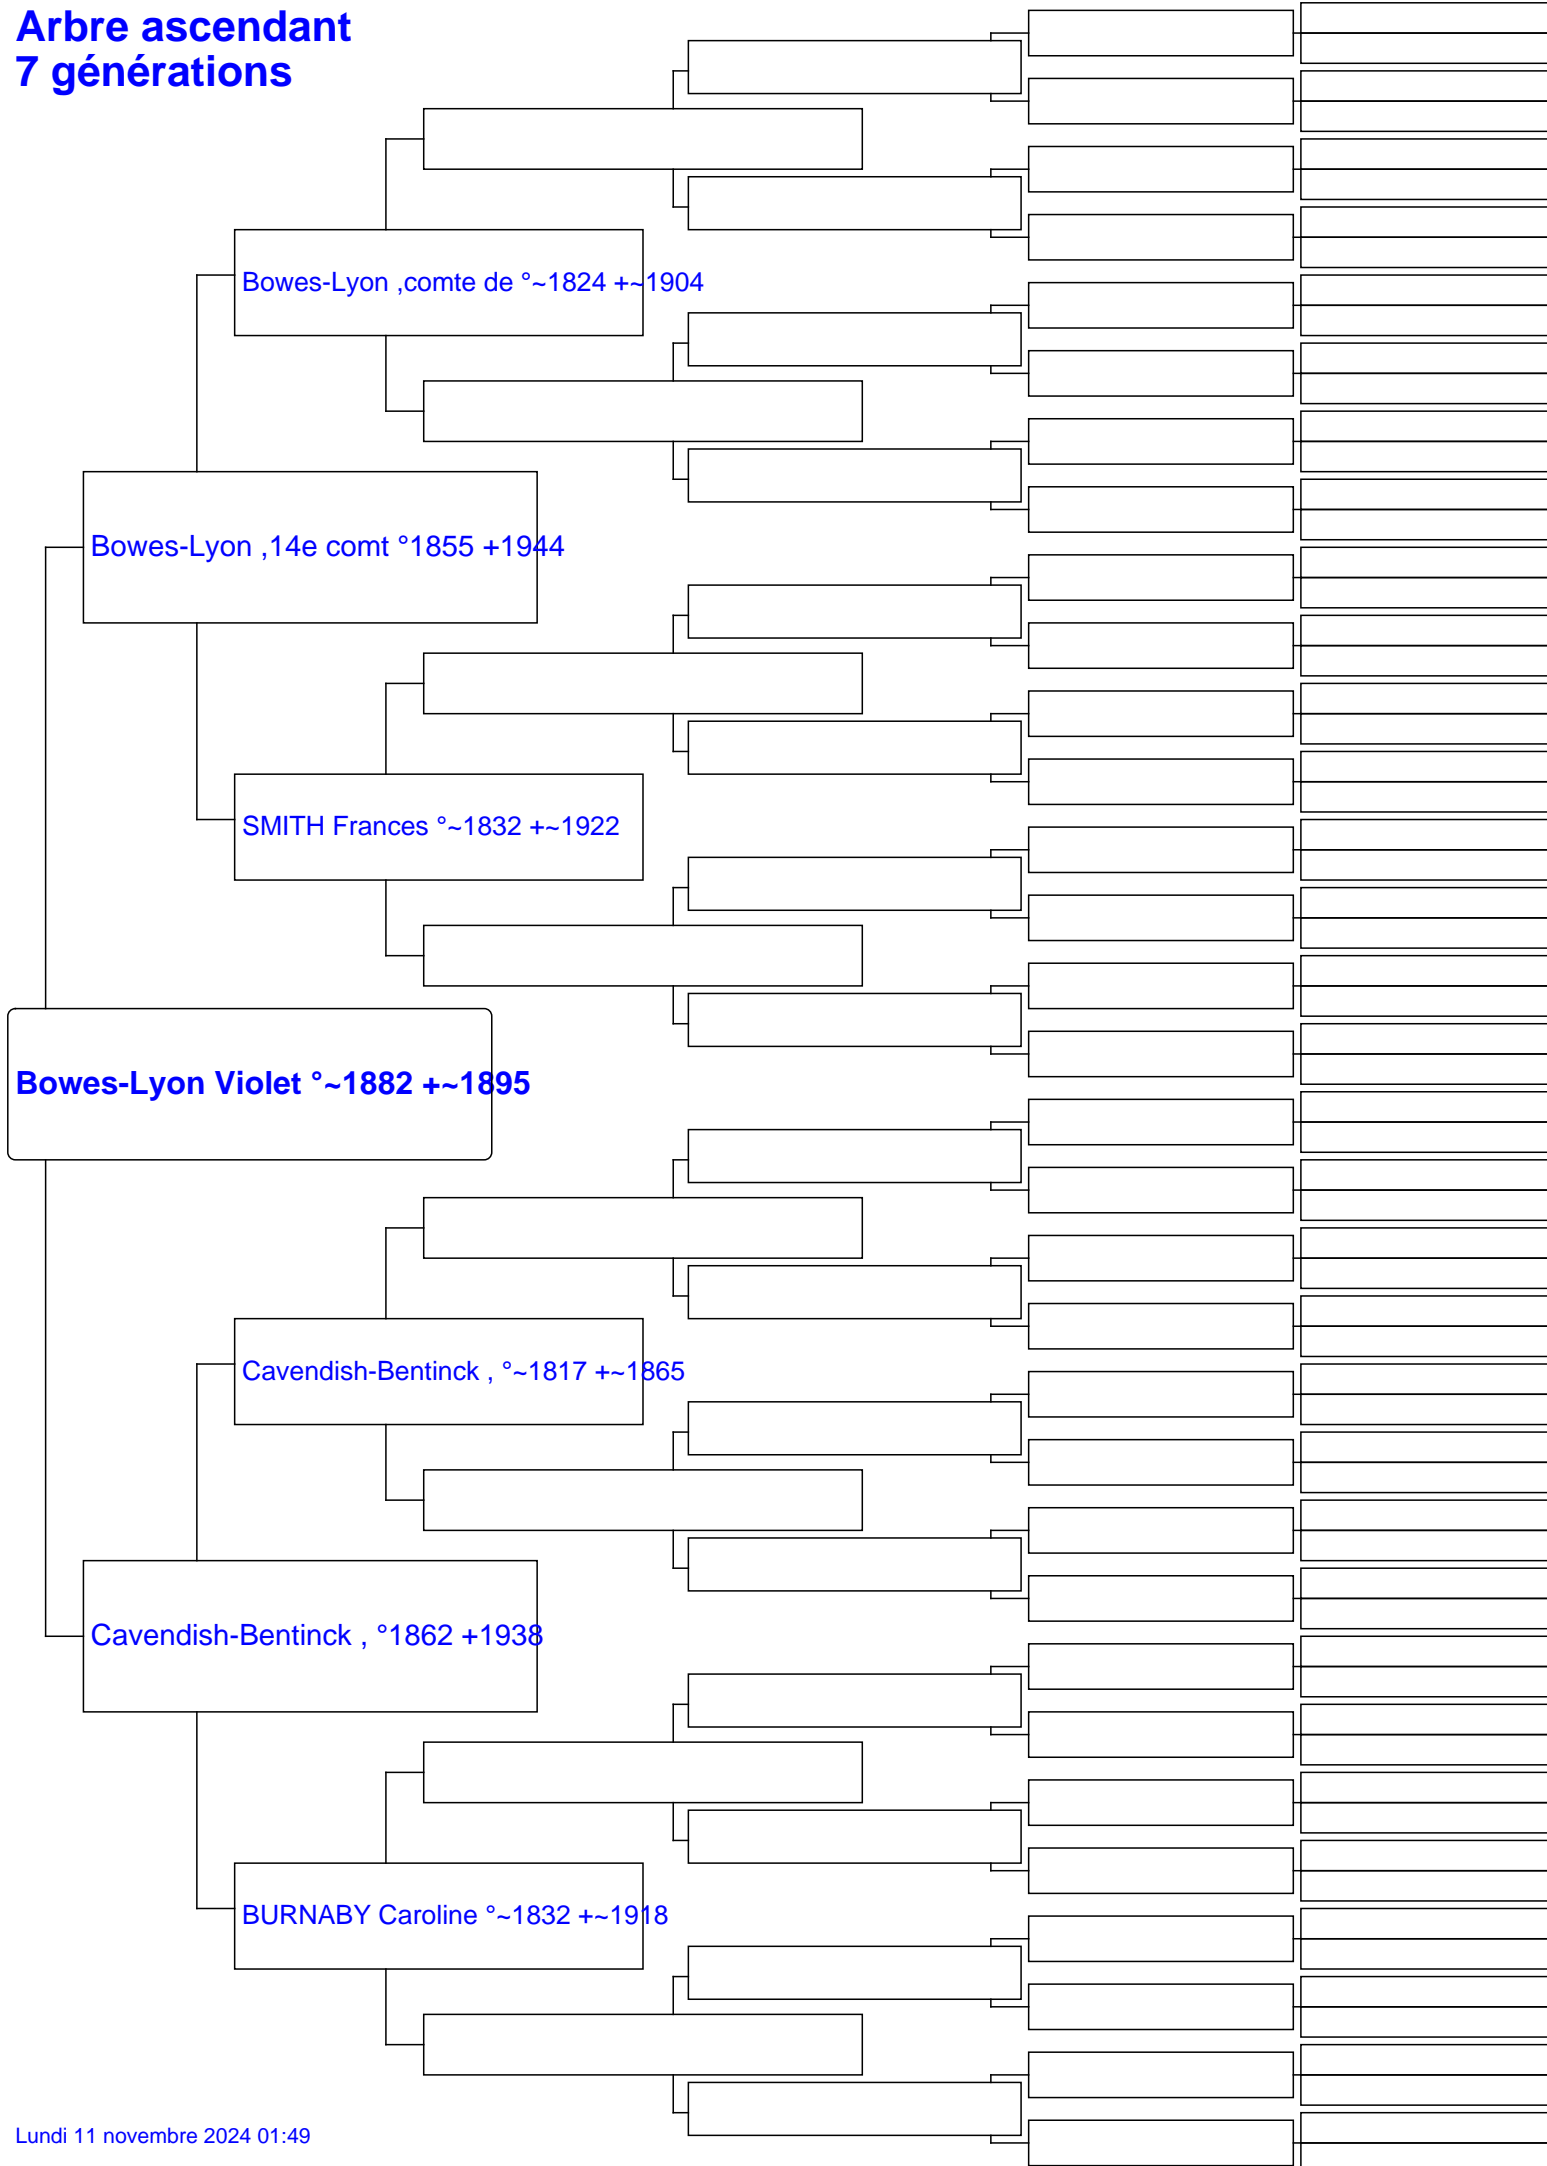 Arbre ascendant
7 générations
Bowes-Lyon ,comte de °~1824 +~1904
Bowes-Lyon ,14e comt °1855 +1944
SMITH Frances °~1832 +~1922
Bowes-Lyon Violet °~1882 +~1895
Cavendish-Bentinck , °~1817 +~1865
Cavendish-Bentinck , °1862 +1938
BURNABY Caroline °~1832 +~1918
Lundi 11 novembre 2024 01:49